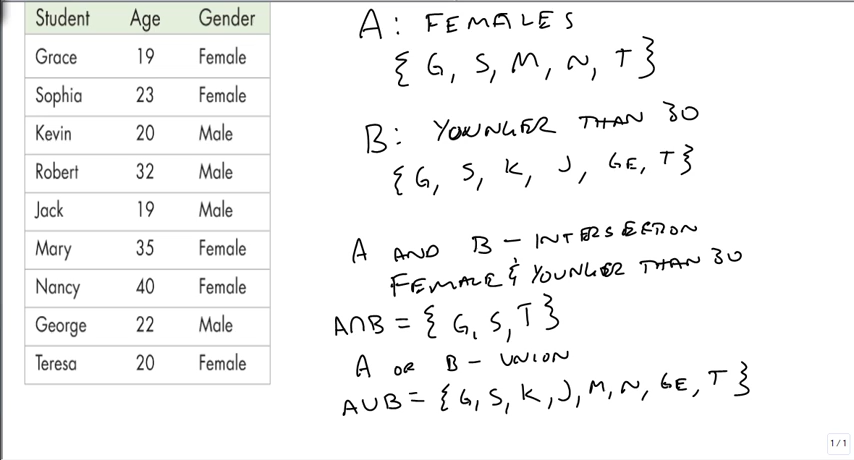 Student Age Gender
Grace 19 Female
Sophia 23 Female
Kevin 20 Male
Robert 32 Male
Jack 19 Male
Mary 35 Female
Nancy 40 Female
George 22 Male
Teresa 20 Female
A: FEMALES
{ G, S, M, N, T }
B: YOUNGER THAN 30
{ G, S, K, J, GE, T }
A AND B - INTERSECTION
FEMALE & YOUNGER THAN 30
A∩B = { G, S, T }
A OR B - UNION
A∪B = { G, S, K, J, M, N, GE, T }
1 / 1